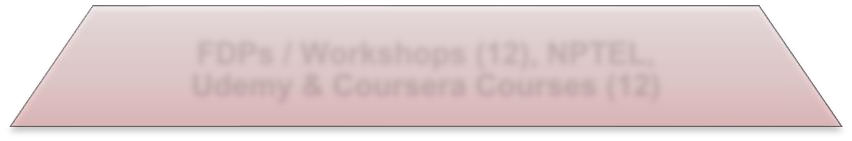 FDPs / Workshops (12), NPTEL,
Udemy & Coursera Courses (12)